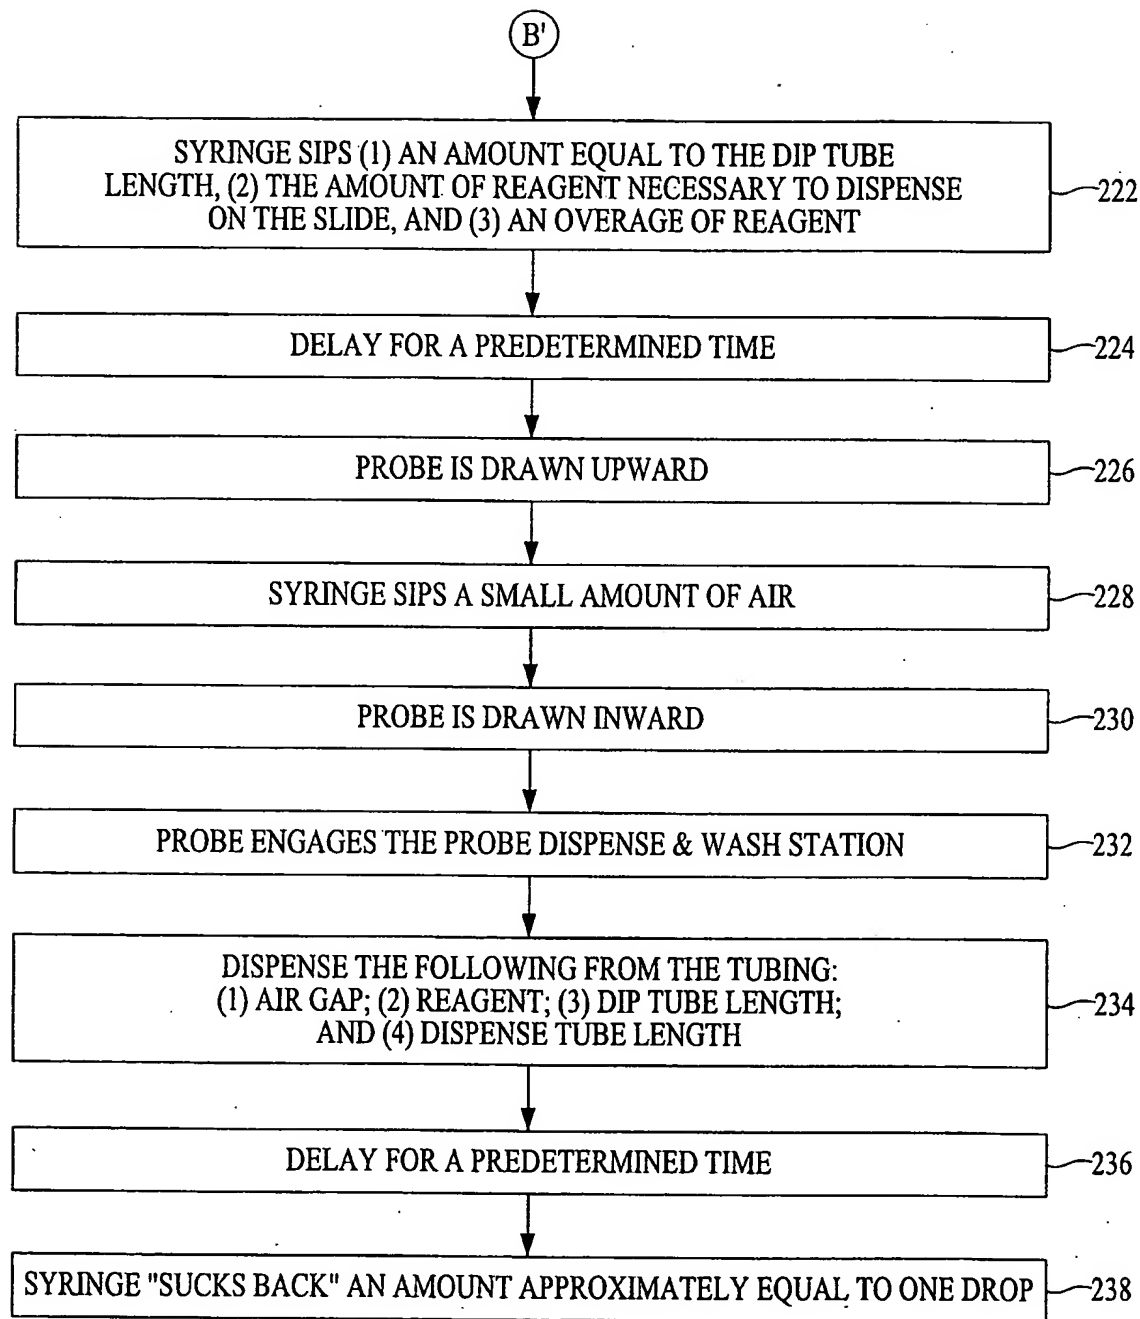 B'
SYRINGE SIPS (1) AN AMOUNT EQUAL TO THE DIP TUBE
LENGTH, (2) THE AMOUNT OF REAGENT NECESSARY TO DISPENSE
ON THE SLIDE, AND (3) AN OVERAGE OF REAGENT
222
DELAY FOR A PREDETERMINED TIME
224
PROBE IS DRAWN UPWARD
226
SYRINGE SIPS A SMALL AMOUNT OF AIR
228
PROBE IS DRAWN INWARD
230
PROBE ENGAGES THE PROBE DISPENSE & WASH STATION
232
DISPENSE THE FOLLOWING FROM THE TUBING:
(1) AIR GAP; (2) REAGENT; (3) DIP TUBE LENGTH;
AND (4) DISPENSE TUBE LENGTH
234
DELAY FOR A PREDETERMINED TIME
236
SYRINGE "SUCKS BACK" AN AMOUNT APPROXIMATELY EQUAL TO ONE DROP
238